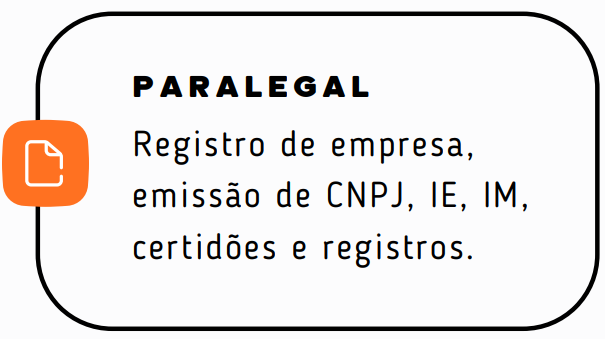 PARALEGAL
Registro de empresa,
emissão de CNPJ, IE, IM,
certidões e registros.